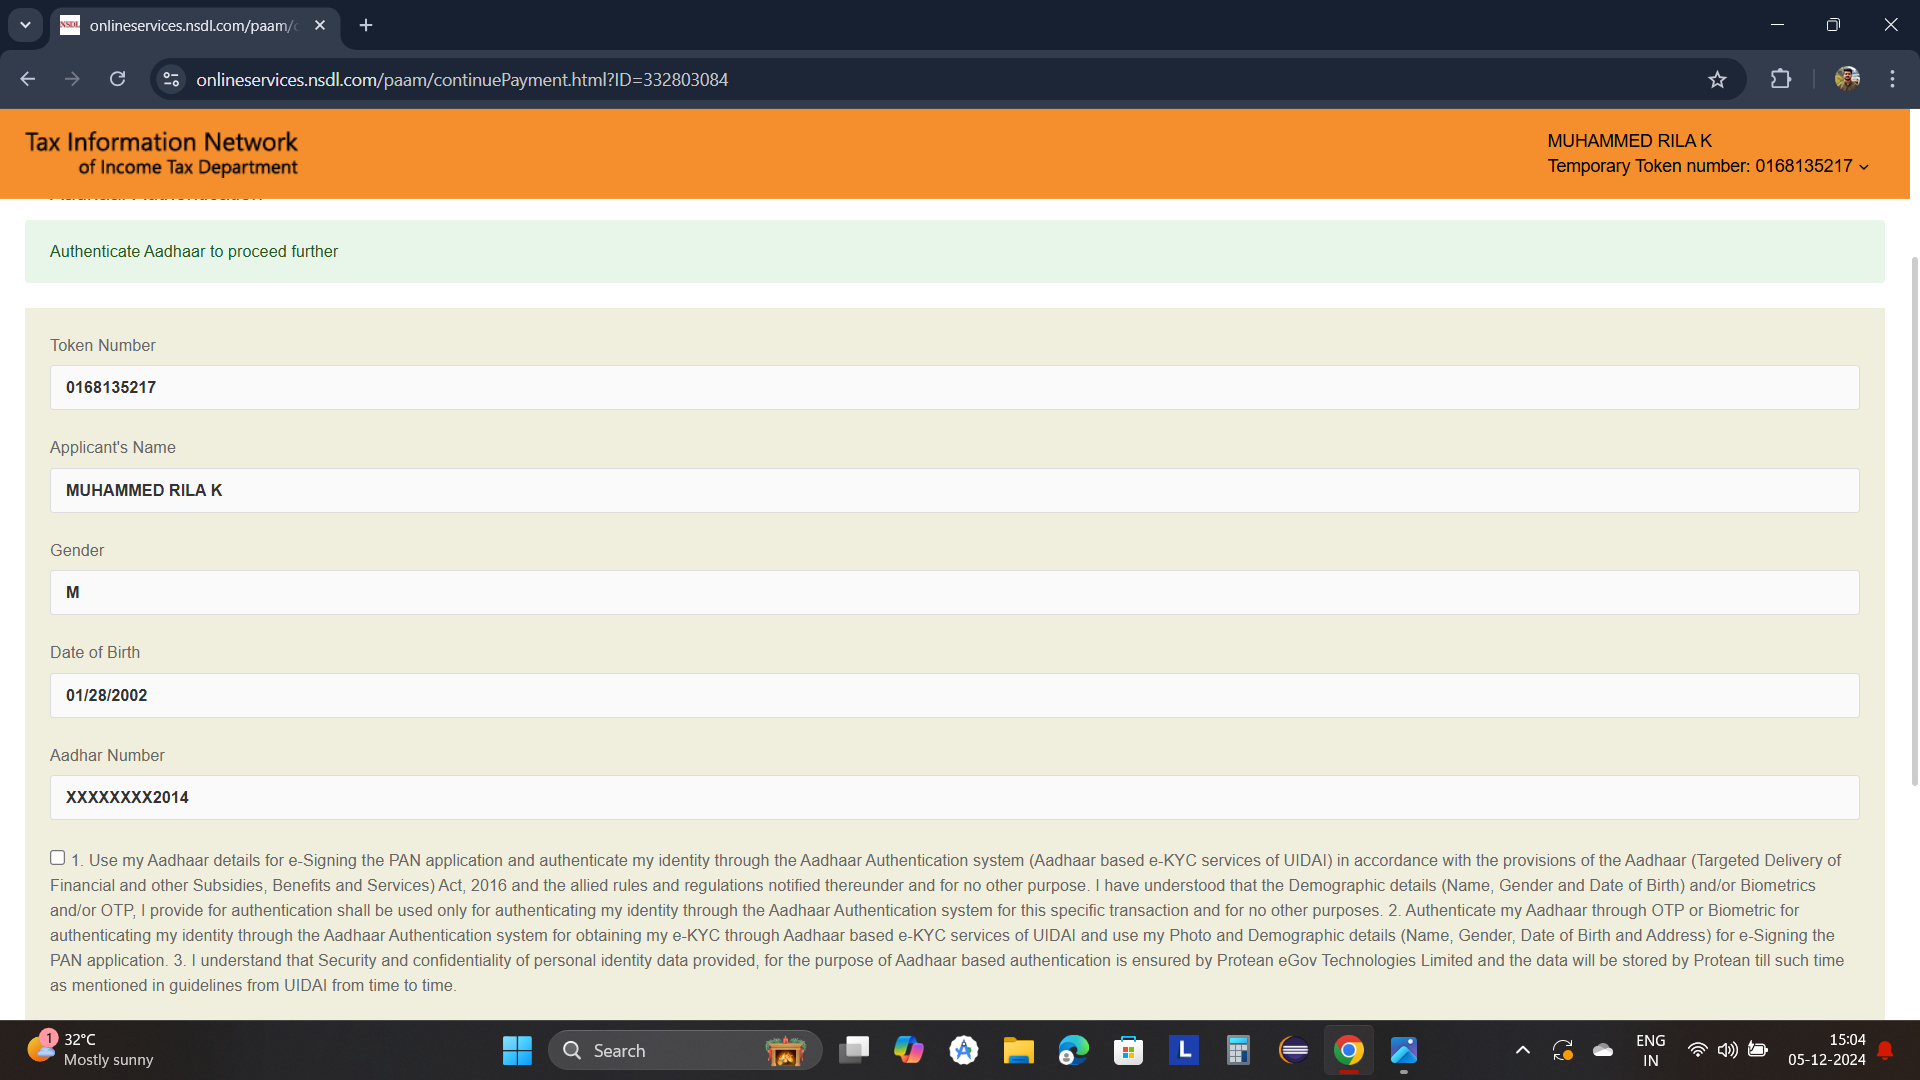 NSDL onlineservices.nsdl.com/paam/
onlineservices.nsdl.com/paam/continuePayment.html?ID=332803084
Tax Information Network
of Income Tax Department
MUHAMMED RILA K
Temporary Token number: 0168135217
Authenticate Aadhaar to proceed further
Token Number
0168135217
Applicant's Name
MUHAMMED RILA K
Gender
M
Date of Birth
01/28/2002
Aadhar Number
XXXXXXXX2014
1. Use my Aadhaar details for e-Signing the PAN application and authenticate my identity through the Aadhaar Authentication system (Aadhaar based e-KYC services of UIDAI) in accordance with the provisions of the Aadhaar (Targeted Delivery of
Financial and other Subsidies, Benefits and Services) Act, 2016 and the allied rules and regulations notified thereunder and for no other purpose. I have understood that the Demographic details (Name, Gender and Date of Birth) and/or Biometrics
and/or OTP, I provide for authentication shall be used only for authenticating my identity through the Aadhaar Authentication system for this specific transaction and for no other purposes. 2. Authenticate my Aadhaar through OTP or Biometric for
authenticating my identity through the Aadhaar Authentication system for obtaining my e-KYC through Aadhaar based e-KYC services of UIDAI and use my Photo and Demographic details (Name, Gender, Date of Birth and Address) for e-Signing the
PAN application. 3. I understand that Security and confidentiality of personal identity data provided, for the purpose of Aadhaar based authentication is ensured by Protean eGov Technologies Limited and the data will be stored by Protean till such time
as mentioned in guidelines from UIDAI from time to time.
1
32°C
Mostly sunny
Search
L
ENG
IN
15:04
05-12-2024